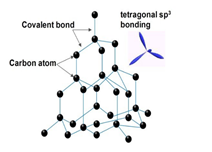 Covalent bond
tetragonal sp³
bonding
Carbon atom